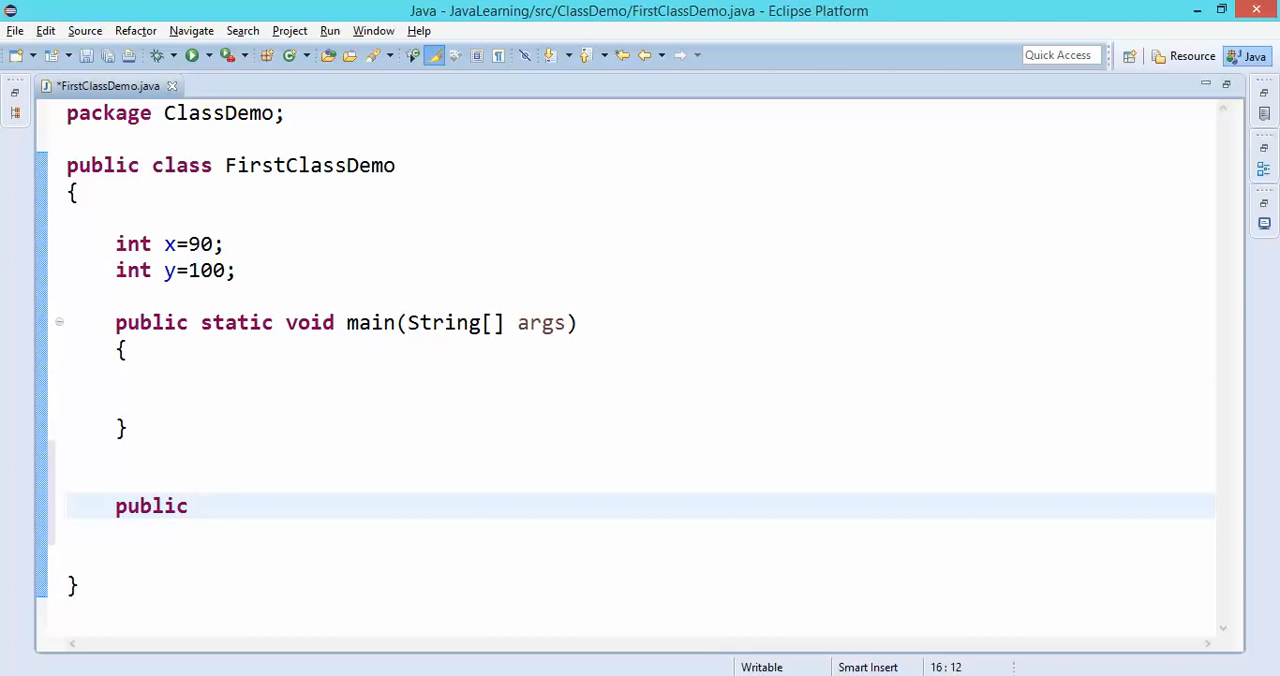 Java - JavaLearning/src/ClassDemo/FirstClassDemo.java - Eclipse Platform
File Edit Source Refactor Navigate Search Project Run Window Help
Quick Access Resource Java
*FirstClassDemo.java
package ClassDemo;
public class FirstClassDemo
{
int x=90;
int y=100;
public static void main(String[] args)
{
}
public
}
Writable Smart Insert 16 : 12